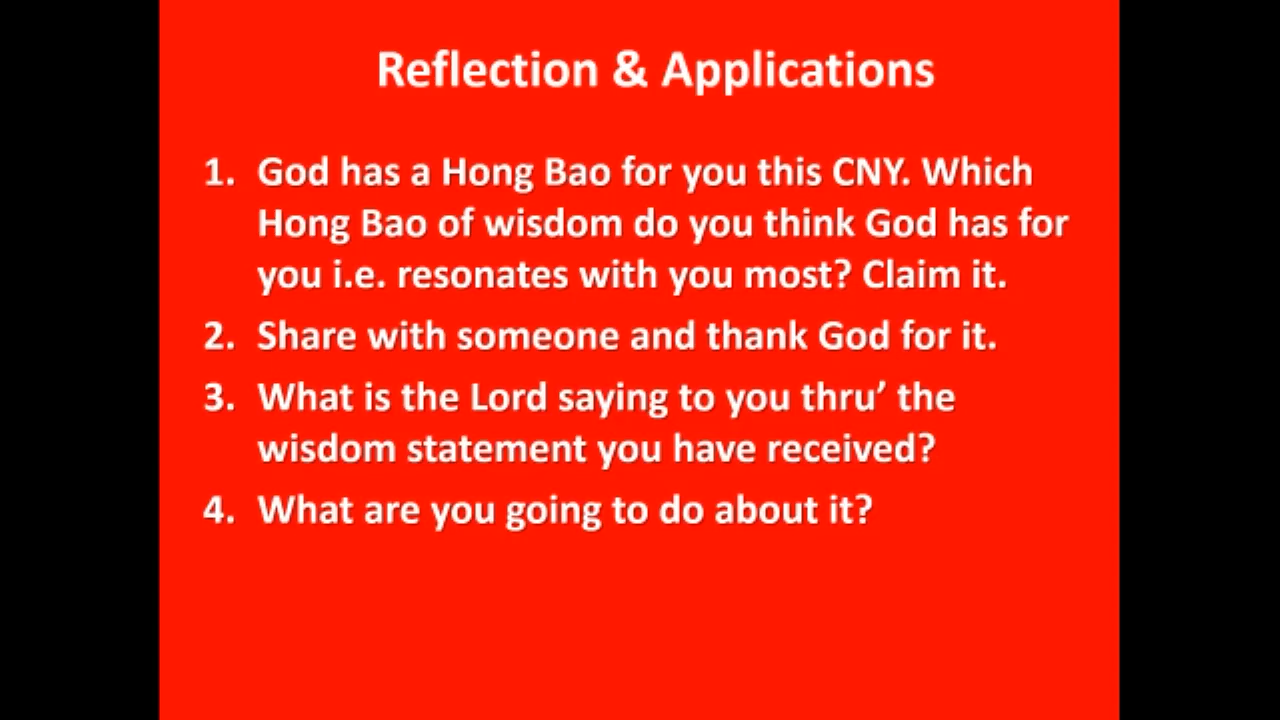 Reflection & Applications
1. God has a Hong Bao for you this CNY. Which
Hong Bao of wisdom do you think God has for
you i.e. resonates with you most? Claim it.
2. Share with someone and thank God for it.
3. What is the Lord saying to you thru’ the
wisdom statement you have received?
4. What are you going to do about it?